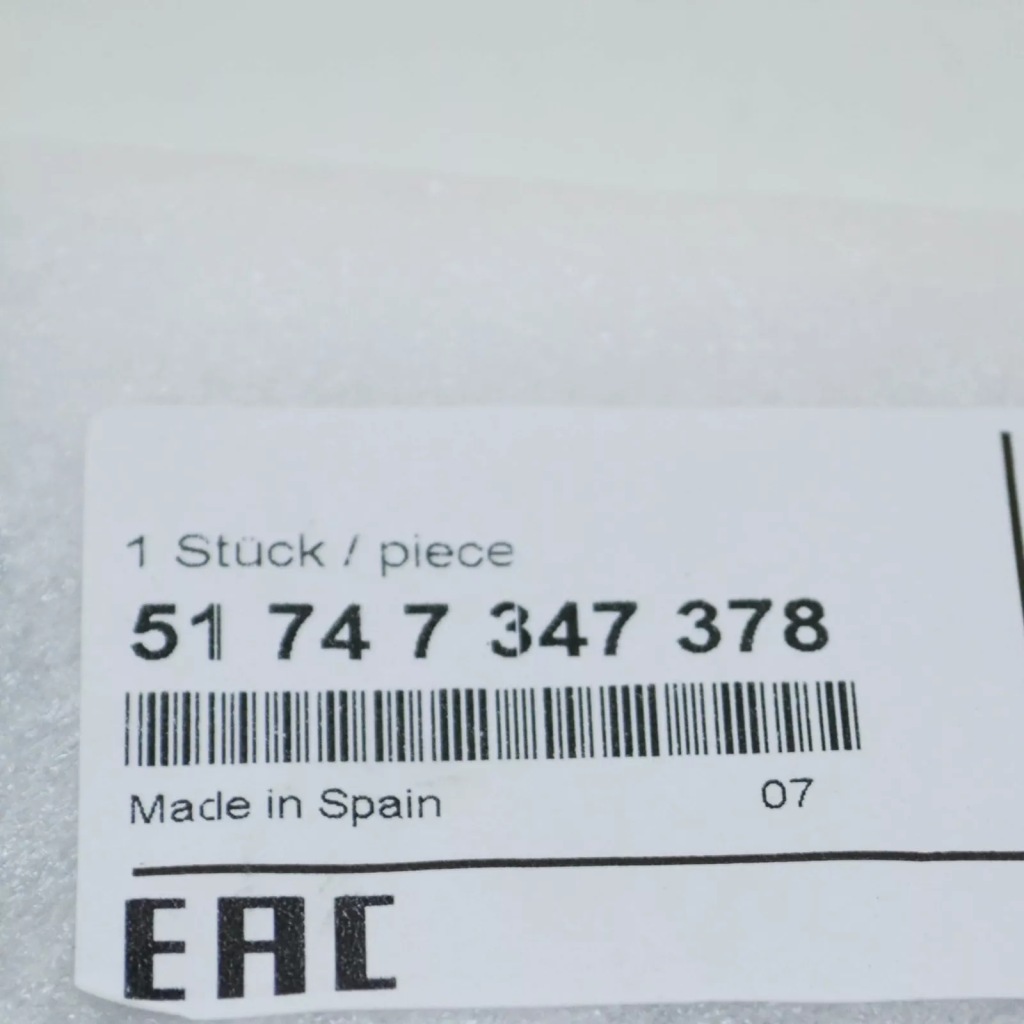 1 Stück / piece
51 74 7 347 378
Made in Spain 07
EAC